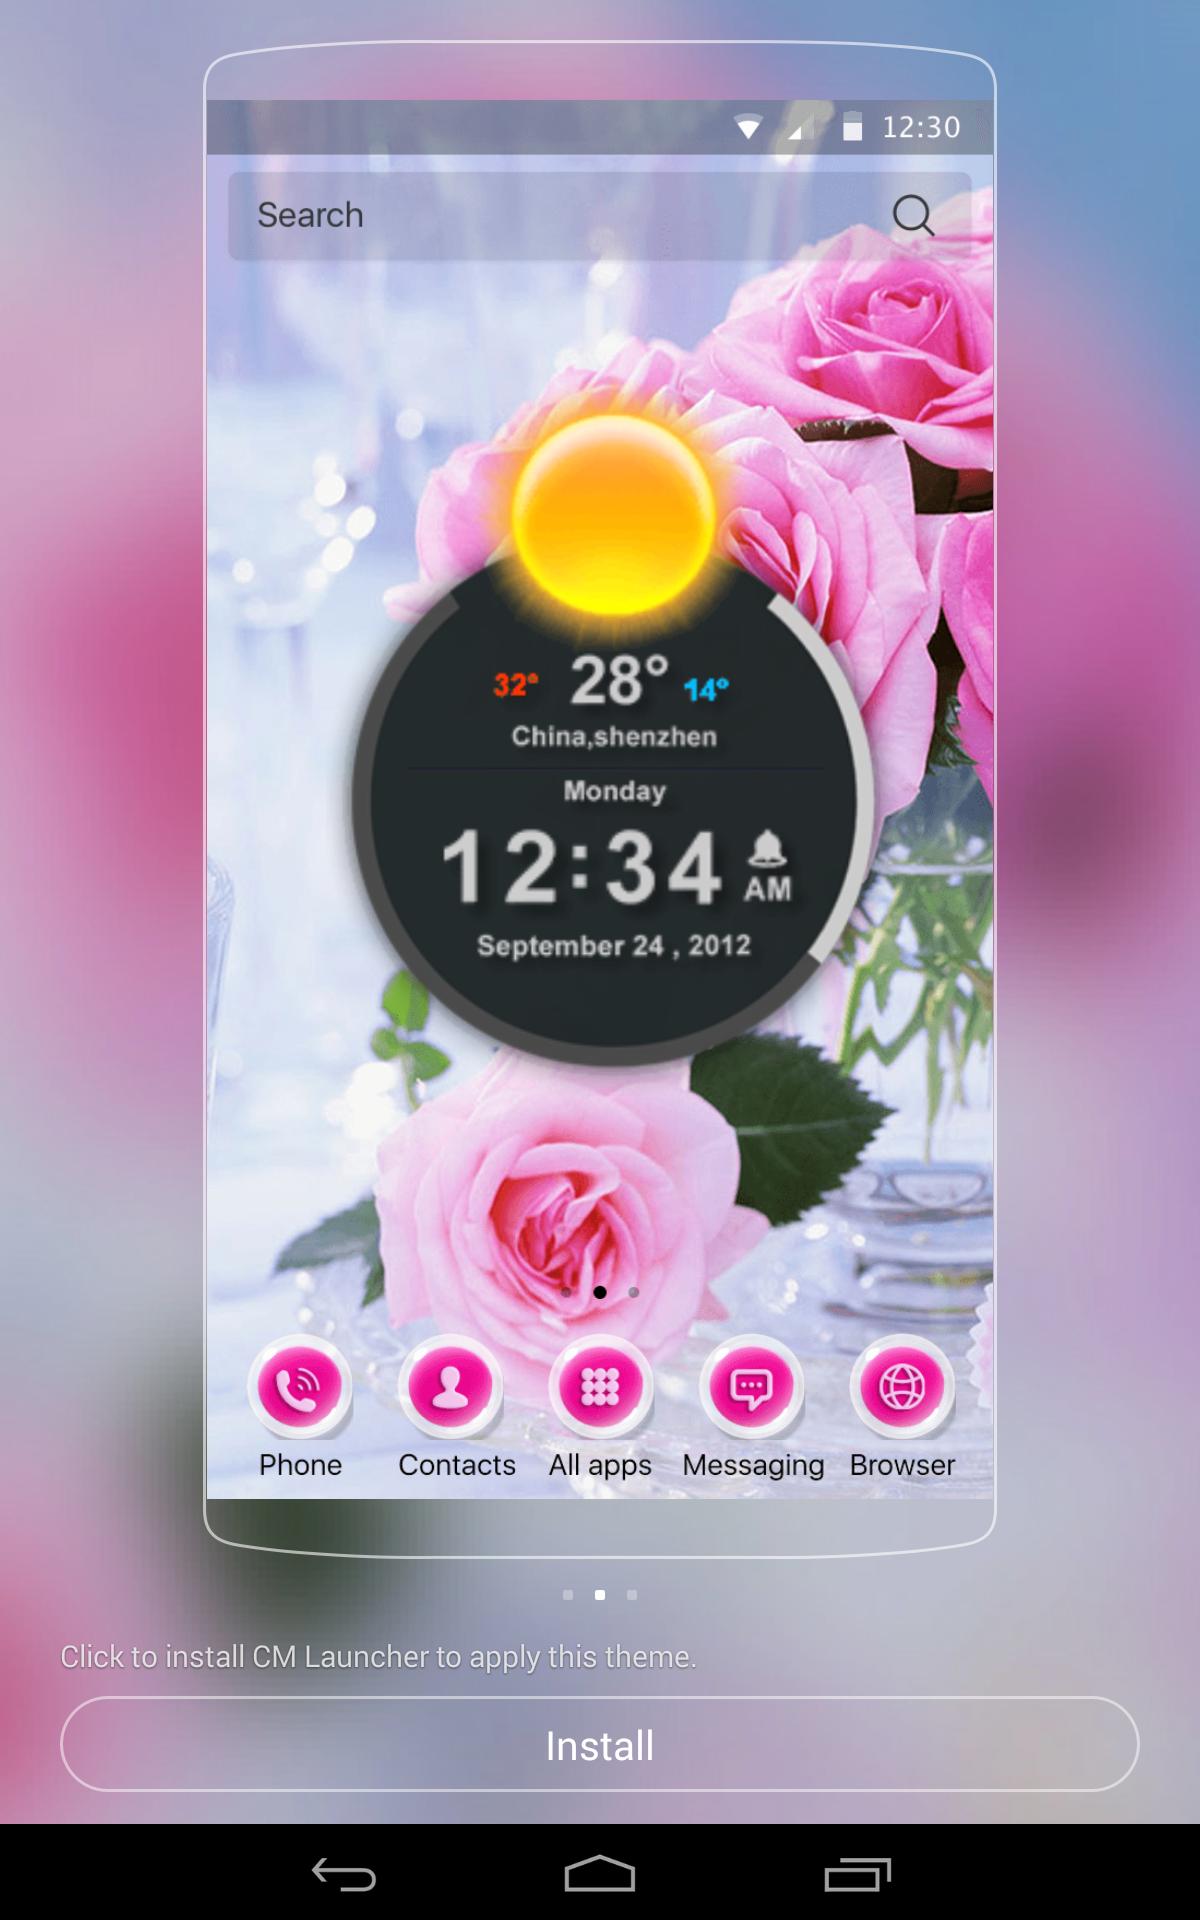 12:30
Search
32° 28° 14°
China,shenzhen
Monday
12:34 AM
September 24 , 2012
Phone Contacts All apps Messaging Browser
Click to install CM Launcher to apply this theme.
Install